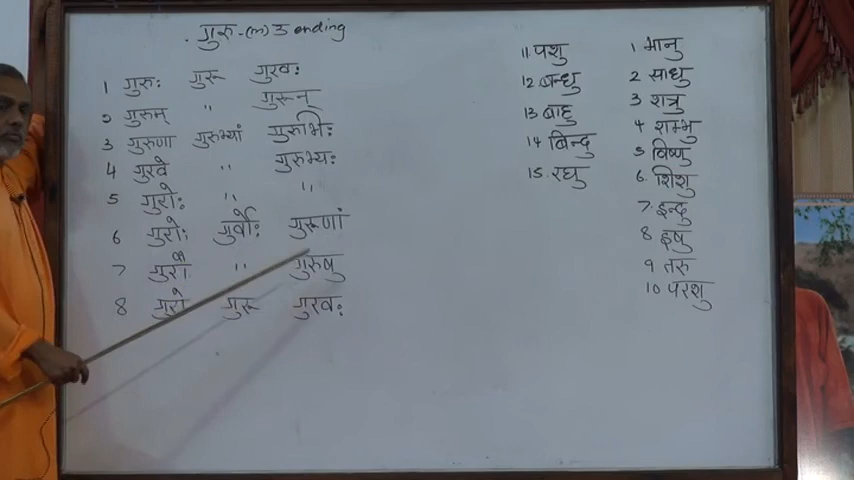 . गुरु - (m) उ ending
1 गुरुः गुरू गुरवः
2 गुरुम् " गुरून्
3 गुरुणा गुरुभ्यां गुरुभिः
4 गुरवे " गुरुभ्यः
5 गुरोः " "
6 गुरोः गुर्वोः गुरूणां
7 गुरौ " गुरुषु
8 गुरो गुरू गुरवः
11 पशु
12 बन्धु
13 बाहु
14 बिन्दु
15. रघु
1 भानु
2 साधु
3 शत्रु
4 शम्भु
5 विष्णु
6. शिशु
7 इन्दु
8 इषु
9 तरु
10 परशु